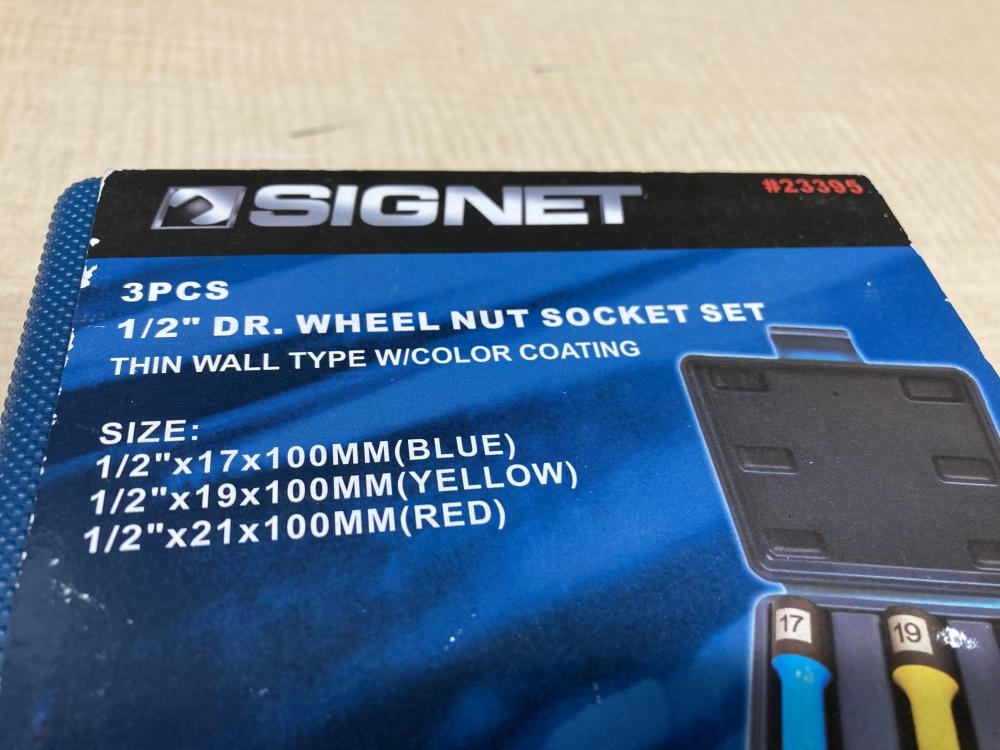 SIGNET
#23395
3PCS
1/2" DR. WHEEL NUT SOCKET SET
THIN WALL TYPE W/COLOR COATING
SIZE:
1/2"x17x100MM(BLUE)
1/2"x19x100MM(YELLOW)
1/2"x21x100MM(RED)
17
19